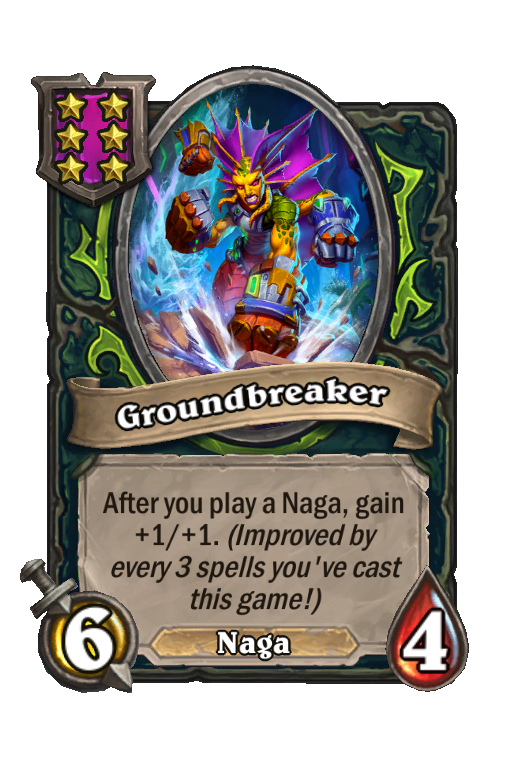 Groundbreaker
After you play a Naga, gain
+1/+1. (Improved by
every 3 spells you've cast
this game!)
6
Naga
4